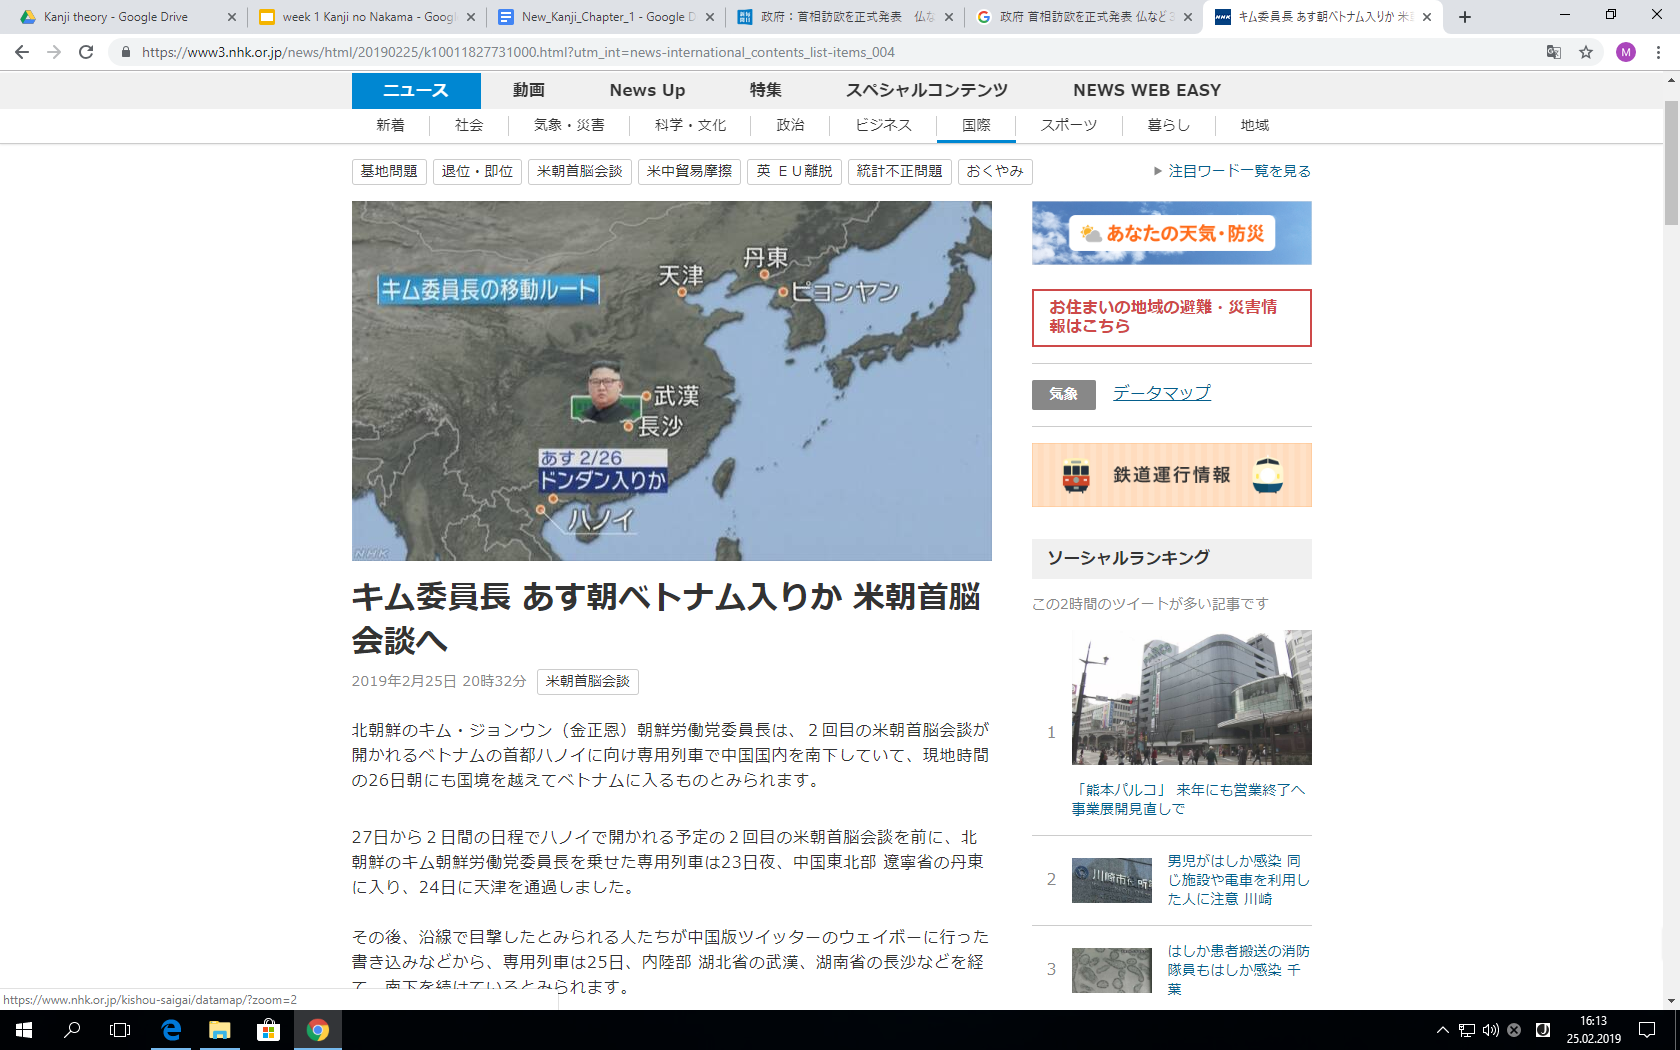 Kanji theory - Google Drive
week 1 Kanji no Nakama - Goog
New_Kanji_Chapter_1 - Google D
政府：首相訪欧を正式発表 仏な
政府 首相訪欧を正式発表 仏など
キム委員長 あす朝ベトナム入りか 米
https://www3.nhk.or.jp/news/html/20190225/k10011827731000.html?utm_int=news-international_contents_list-items_004
M
ニュース 動画 News Up 特集 スペシャルコンテンツ NEWS WEB EASY
新着 社会 気象・災害 科学・文化 政治 ビジネス 国際 スポーツ 暮らし 地域
基地問題 退位・即位 米朝首脳会談 米中貿易摩擦 英 ＥＵ離脱 統計不正問題 おくやみ
注目ワード一覧を見る
キム委員長の移動ルート
丹東
天津
ピョンヤン
武漢
長沙
あす 2/26
ドンダン入りか
ハノイ
NHK
キム委員長 あす朝ベトナム入りか 米朝首脳
会談へ
2019年2月25日 20時32分 米朝首脳会談
北朝鮮のキム・ジョンウン（金正恩）朝鮮労働党委員長は、２回目の米朝首脳会談が
開かれるベトナムの首都ハノイに向け専用列車で中国国内を南下していて、現地時間
の26日朝にも国境を越えてベトナムに入るものとみられます。
27日から２日間の日程でハノイで開かれる予定の２回目の米朝首脳会談を前に、北
朝鮮のキム朝鮮労働党委員長を乗せた専用列車は23日夜、中国東北部 遼寧省の丹東
に入り、24日に天津を通過しました。
その後、沿線で目撃したとみられる人たちが中国版ツイッターのウェイボーに行った
書き込みなどから、専用列車は25日、内陸部 湖北省の武漢、湖南省の長沙などを経
て、南下を続けているとみられます。
あなたの天気・防災
お住まいの地域の避難・災害情
報はこちら
気象 データマップ
鉄道運行情報
ソーシャルランキング
この2時間のツイートが多い記事です
1
「熊本パルコ」 来年にも営業終了へ
事業展開見直しで
2
川崎市役所
男児がはしか感染 同
じ施設や電車を利用し
た人に注意 川崎
3
はしか患者搬送の消防
隊員もはしか感染 千
葉
https://www.nhk.or.jp/kishou-saigai/datamap/?zoom=2
16:13
25.02.2019